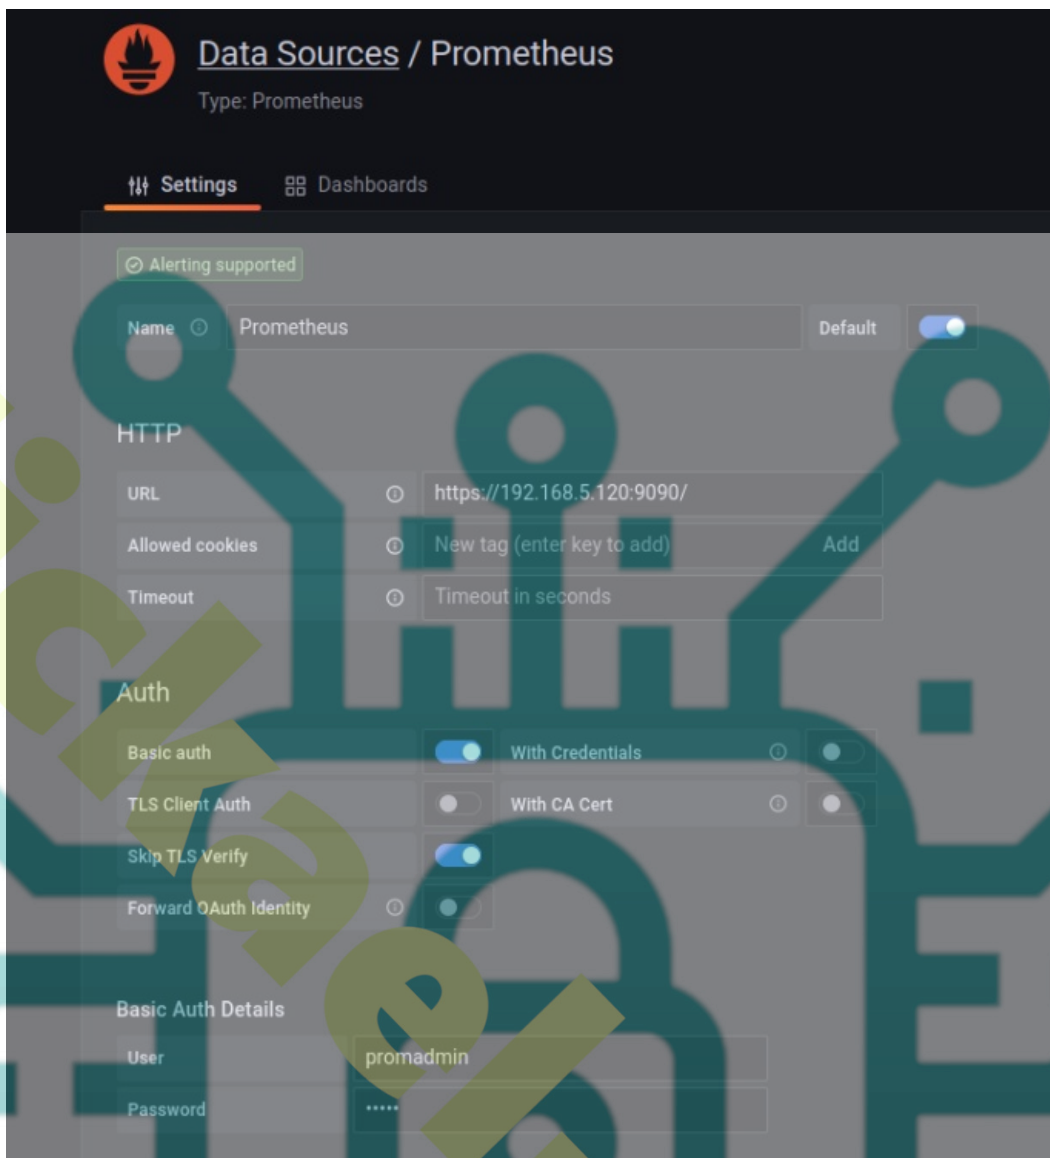 Data Sources / Prometheus
Type: Prometheus
Settings Dashboards
Alerting supported
Name Prometheus Default
HTTP
URL https://192.168.5.120:9090/
Allowed cookies New tag (enter key to add) Add
Timeout Timeout in seconds
Auth
Basic auth With Credentials
TLS Client Auth With CA Cert
Skip TLS Verify
Forward OAuth Identity
Basic Auth Details
User promadmin
Password •••••
ickael